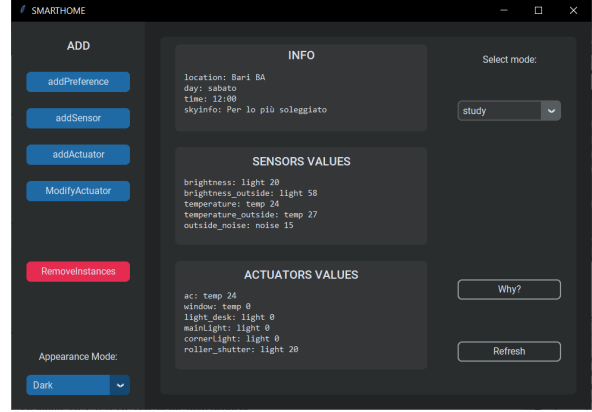 SMARTHOME
ADD
addPreference
addSensor
addActuator
ModifyActuator
RemoveInstances
Appearance Mode:
Dark
INFO
location: Bari BA
day: sabato
time: 12:00
skyinfo: Per lo più soleggiato
SENSORS VALUES
brightness: light 20
brightness_outside: light 58
temperature: temp 24
temperature_outside: temp 27
outside_noise: noise 15
ACTUATORS VALUES
ac: temp 24
window: temp 0
light_desk: light 0
mainLight: light 0
cornerLight: light 0
roller_shutter: light 20
Select mode:
study
Why?
Refresh